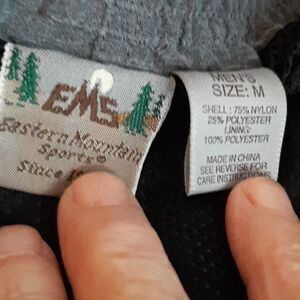 EMS
Eastern Mountain
Sports®
Since
MEN'S
SIZE: M
SHELL: 75% NYLON
25% POLYESTER
LINING:
100% POLYESTER
MADE IN CHINA
SEE REVERSE FOR
CARE INSTRUCTIONS